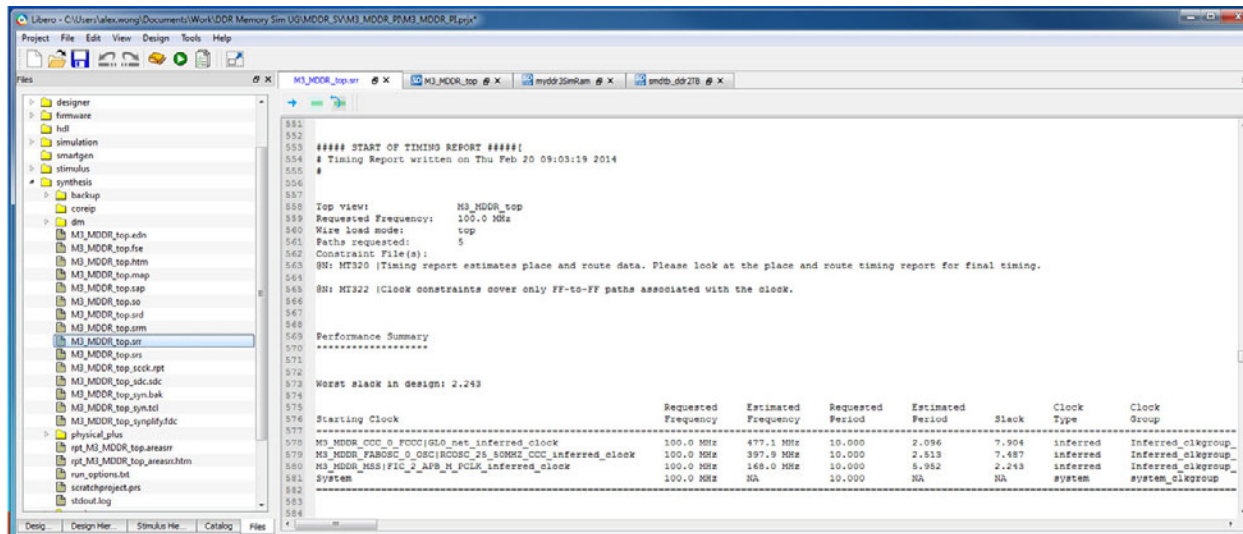 Libero - C:\Users\alex.wong\Documents\Work\DDR Memory Sim UG\MDDR_SV\M3_MDDR_PI\M3_MDDR_PI.prjx*
Project File Edit View Design Tools Help
Files
M3_MDDR_top.srr M3_MDDR_top myddr3SimRam smdtb_ddr2TB
designer
firmware
hdl
simulation
smartgen
stimulus
synthesis
backup
coreip
dm
M3_MDDR_top.edn
M3_MDDR_top.fse
M3_MDDR_top.htm
M3_MDDR_top.map
M3_MDDR_top.sap
M3_MDDR_top.so
M3_MDDR_top.srd
M3_MDDR_top.srm
M3_MDDR_top.srr
M3_MDDR_top.srs
M3_MDDR_top_scck.rpt
M3_MDDR_top_sdc.sdc
M3_MDDR_top_syn.bak
M3_MDDR_top_syn.tcl
M3_MDDR_top_synplify.fdc
physical_plus
rpt_M3_MDDR_top.areasrr
rpt_M3_MDDR_top_areasrr.htm
run_options.txt
scratchproject.prs
stdout.log
Desig... Design Hier... Stimulus Hie... Catalog Files
551
552
553 ##### START OF TIMING REPORT #####[
554 # Timing Report written on Thu Feb 20 09:03:19 2014
555 #
556
557
558 Top view: M3_MDDR_top
559 Requested Frequency: 100.0 MHz
560 Wire load mode: top
561 Paths requested: 5
562 Constraint File(s):
563 @N: MT320 |Timing report estimates place and route data. Please look at the place and route timing report for final timing.
564
565 @N: MT322 |Clock constraints cover only FF-to-FF paths associated with the clock.
566
567
568
569 Performance Summary
570 *******************
571
572
573 Worst slack in design: 2.243
574
575 Requested Estimated Requested Estimated Clock Clock
576 Starting Clock Frequency Frequency Period Period Slack Type Group
577
578 M3_MDDR_CCC_0_FCCC|GL0_net_inferred_clock 100.0 MHz 477.1 MHz 10.000 2.096 7.904 inferred Inferred_clkgroup_
579 M3_MDDR_FABOSC_0_OSC|RCOSC_25_50MHZ_CCC_inferred_clock 100.0 MHz 397.9 MHz 10.000 2.513 7.487 inferred Inferred_clkgroup_
580 M3_MDDR_MSS|FIC_2_APB_M_PCLK_inferred_clock 100.0 MHz 168.0 MHz 10.000 5.952 2.243 inferred Inferred_clkgroup_
581 System 100.0 MHz NA 10.000 NA NA system system_clkgroup
582
583
584